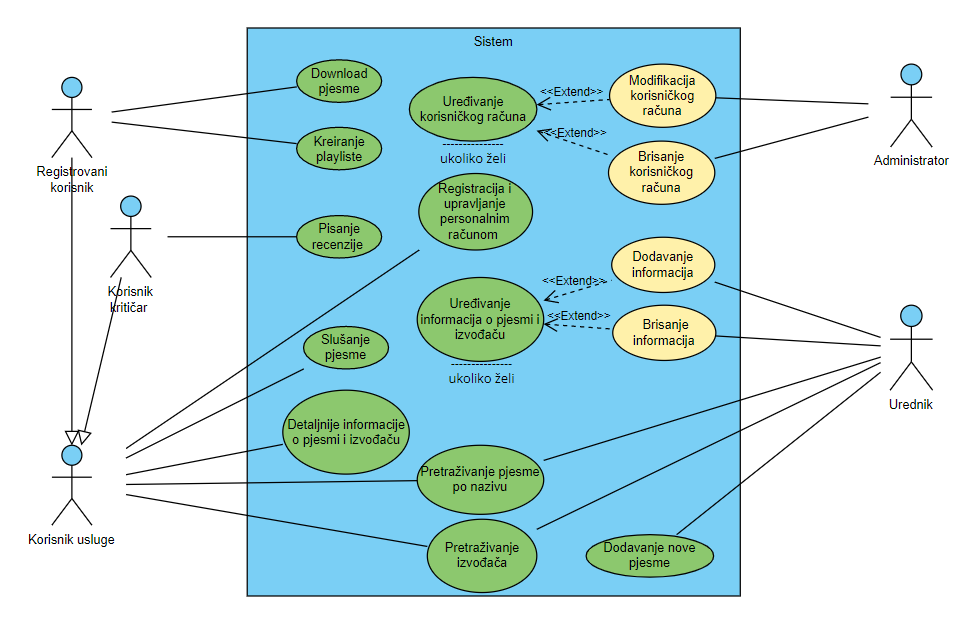 Sistem
Download
pjesme
Kreiranje
playliste
Pisanje
recenzije
Uređivanje
korisničkog računa
---------------
ukoliko želi
<<Extend>>
<<Extend>>
Modifikacija
korisničkog
računa
Brisanje
korisničkog
računa
Registracija i
upravljanje
personalnim
računom
Uređivanje
informacija o pjesmi i
izvođaču
---------------
ukoliko želi
<<Extend>>
<<Extend>>
Dodavanje
informacija
Brisanje
informacija
Slušanje
pjesme
Detaljnije informacije
o pjesmi i izvođaču
Pretraživanje pjesme
po nazivu
Pretraživanje
izvođača
Dodavanje nove
pjesme
Registrovani
korisnik
Korisnik
kritičar
Korisnik usluge
Administrator
Urednik